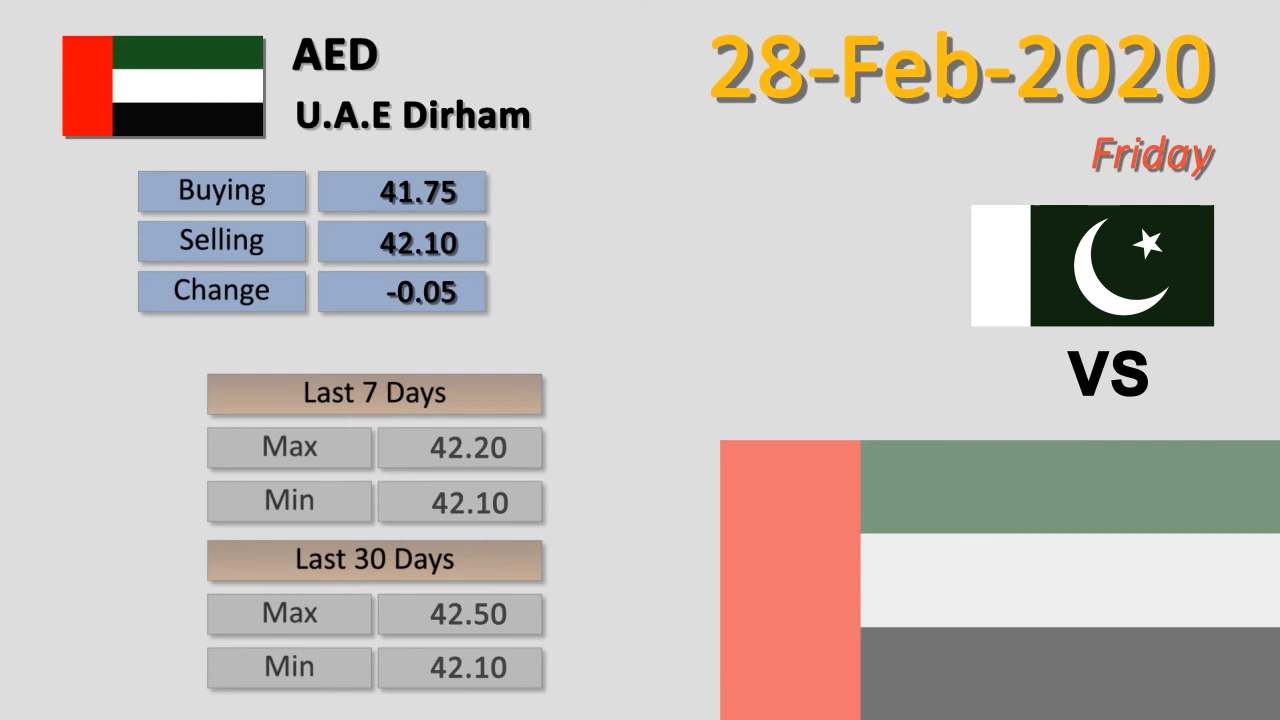 AED
U.A.E Dirham
28-Feb-2020
Friday
Buying 41.75
Selling 42.10
Change -0.05
VS
Last 7 Days
Max 42.20
Min 42.10
Last 30 Days
Max 42.50
Min 42.10